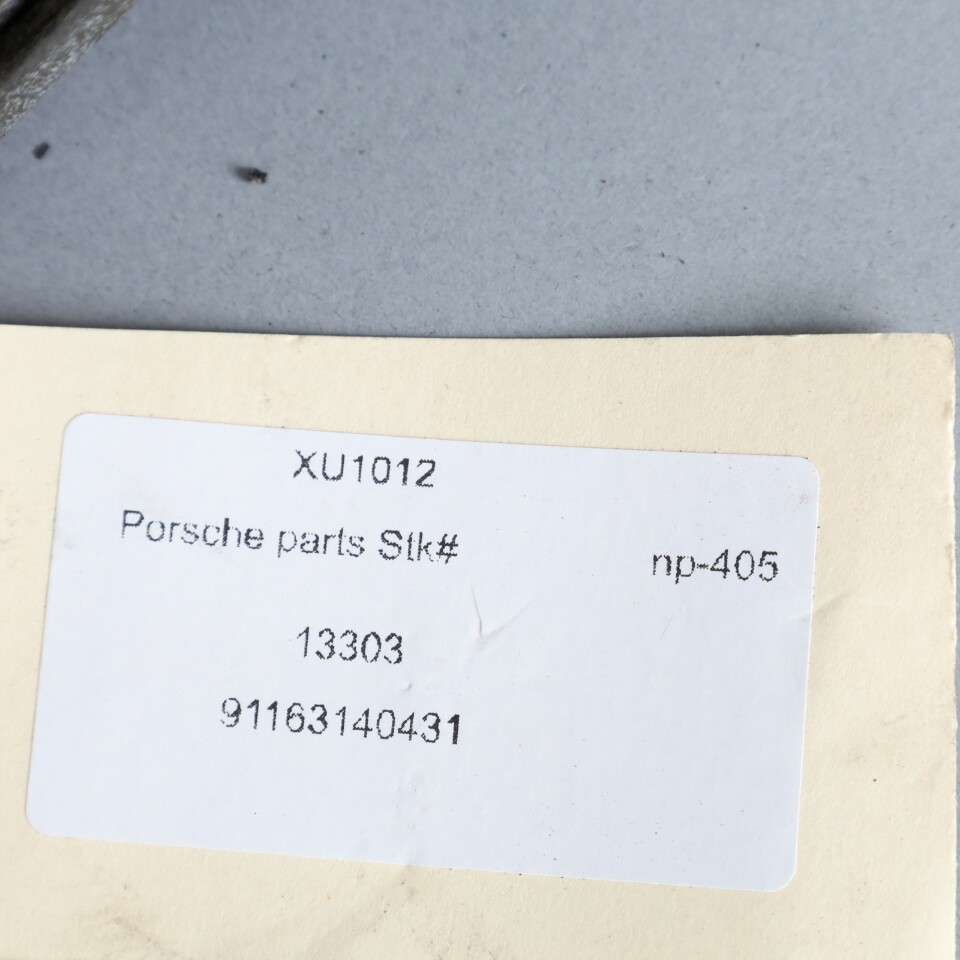 XU1012
Porsche parts Stk# np-405
13303
91163140431